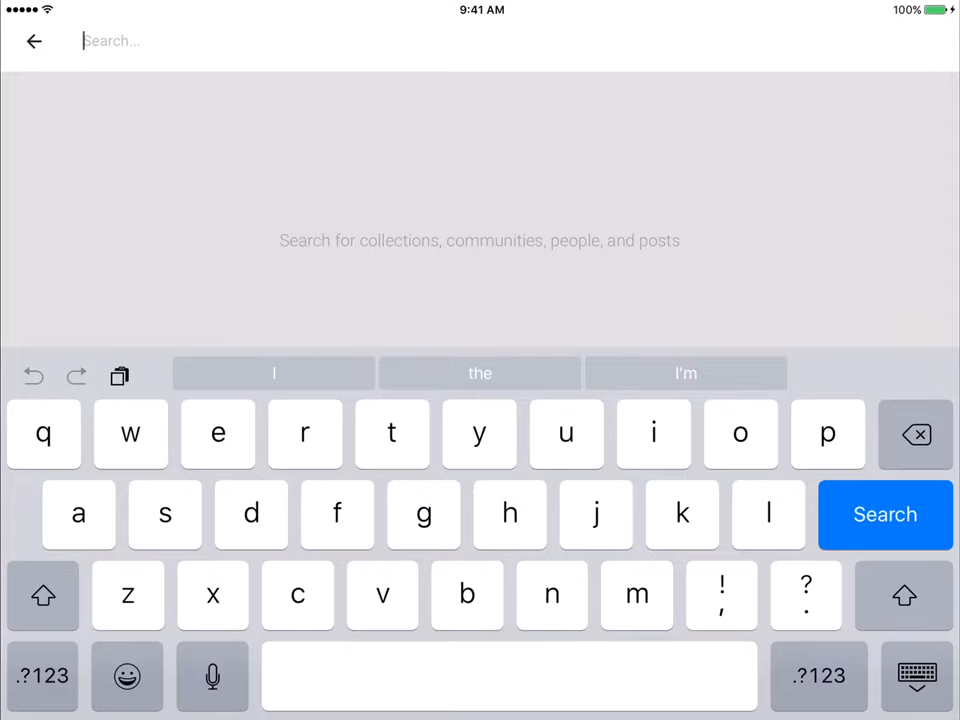 9:41 AM
100%
Search...
Search for collections, communities, people, and posts
I the I'm
q w e r t y u i o p
a s d f g h j k l Search
z x c v b n m ! , ? .
.?123 .?123